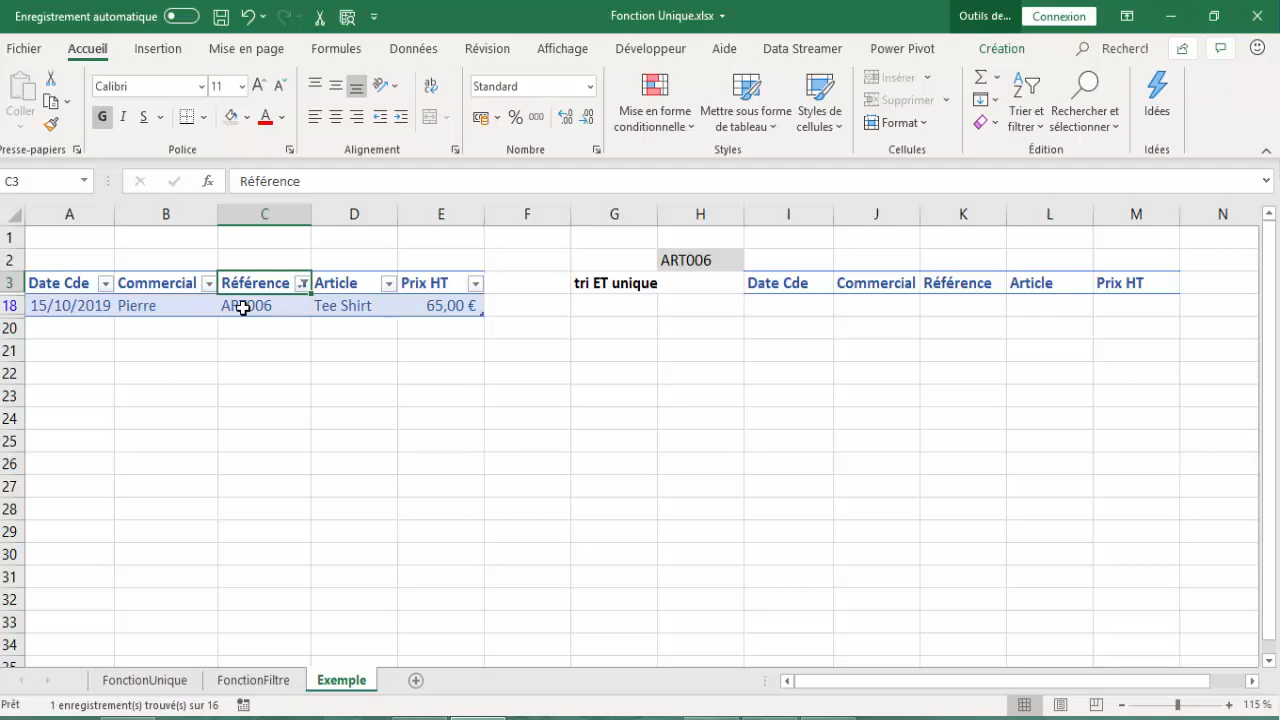 Enregistrement automatique
Fonction Unique.xlsx
Outils de...
Connexion
Fichier Accueil Insertion Mise en page Formules Données Révision Affichage Développeur Aide Data Streamer Power Pivot Création Rechercl
Coller
Calibri 11
G I S
ab
Standard
% 000
Mise en forme conditionnelle
Mettre sous forme de tableau
Styles de cellules
Insérer
Supprimer
Format
Trier et filtrer
Rechercher et sélectionner
Idées
Presse-papiers Police Alignement Nombre Styles Cellules Édition Idées
C3 fx Référence
A B C D E F G H I J K L M N
1
2 ART006
3 Date Cde Commercial Référence Article Prix HT tri ET unique Date Cde Commercial Référence Article Prix HT
18 15/10/2019 Pierre ART006 Tee Shirt 65,00 €
20
21
22
23
24
25
26
27
28
29
30
31
32
33
34
35
FonctionUnique FonctionFiltre Exemple
Prêt 1 enregistrement(s) trouvé(s) sur 16 115 %